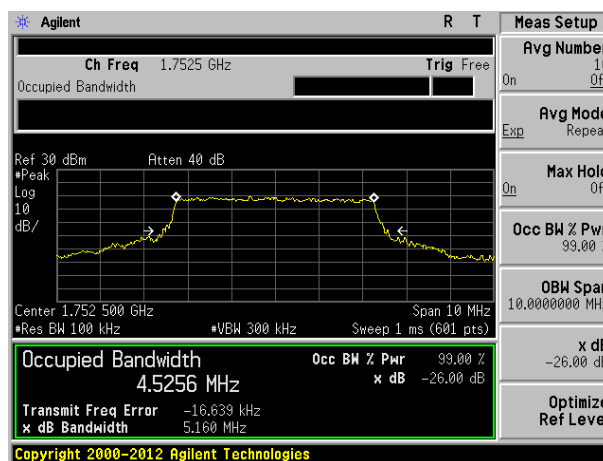 Agilent R T
Ch Freq 1.7525 GHz Trig Free
Occupied Bandwidth
Ref 30 dBm Atten 40 dB
#Peak
Log
10
dB/
Center 1.752 500 GHz Span 10 MHz
#Res BW 100 kHz #VBW 300 kHz Sweep 1 ms (601 pts)
Occupied Bandwidth Occ BW % Pwr 99.00 %
4.5256 MHz x dB -26.00 dB
Transmit Freq Error -16.639 kHz
x dB Bandwidth 5.160 MHz
Copyright 2000-2012 Agilent Technologies
Meas Setup
Avg Number
On
Avg Mode
Exp Repeat
Max Hold
On
Occ BW % Pwr
99.00
OBW Span
10.0000000
x dB
-26.00
Optimize
Ref Level